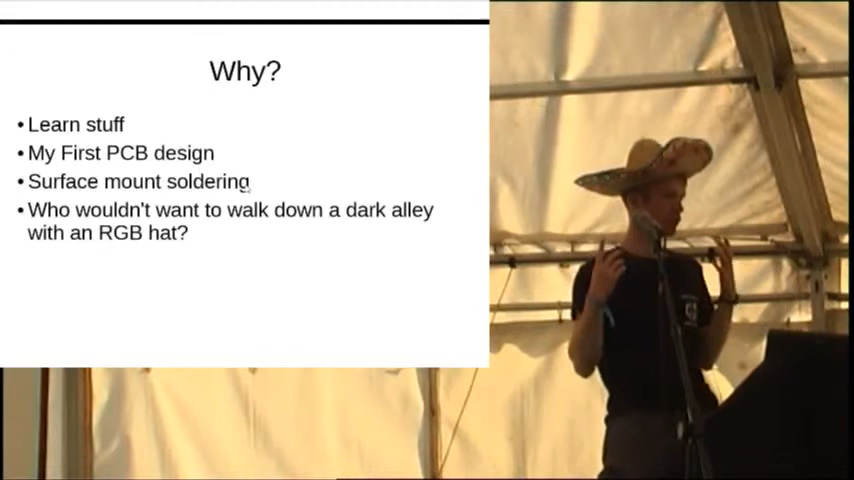 Why?
• Learn stuff
• My First PCB design
• Surface mount soldering
• Who wouldn't want to walk down a dark alley
with an RGB hat?